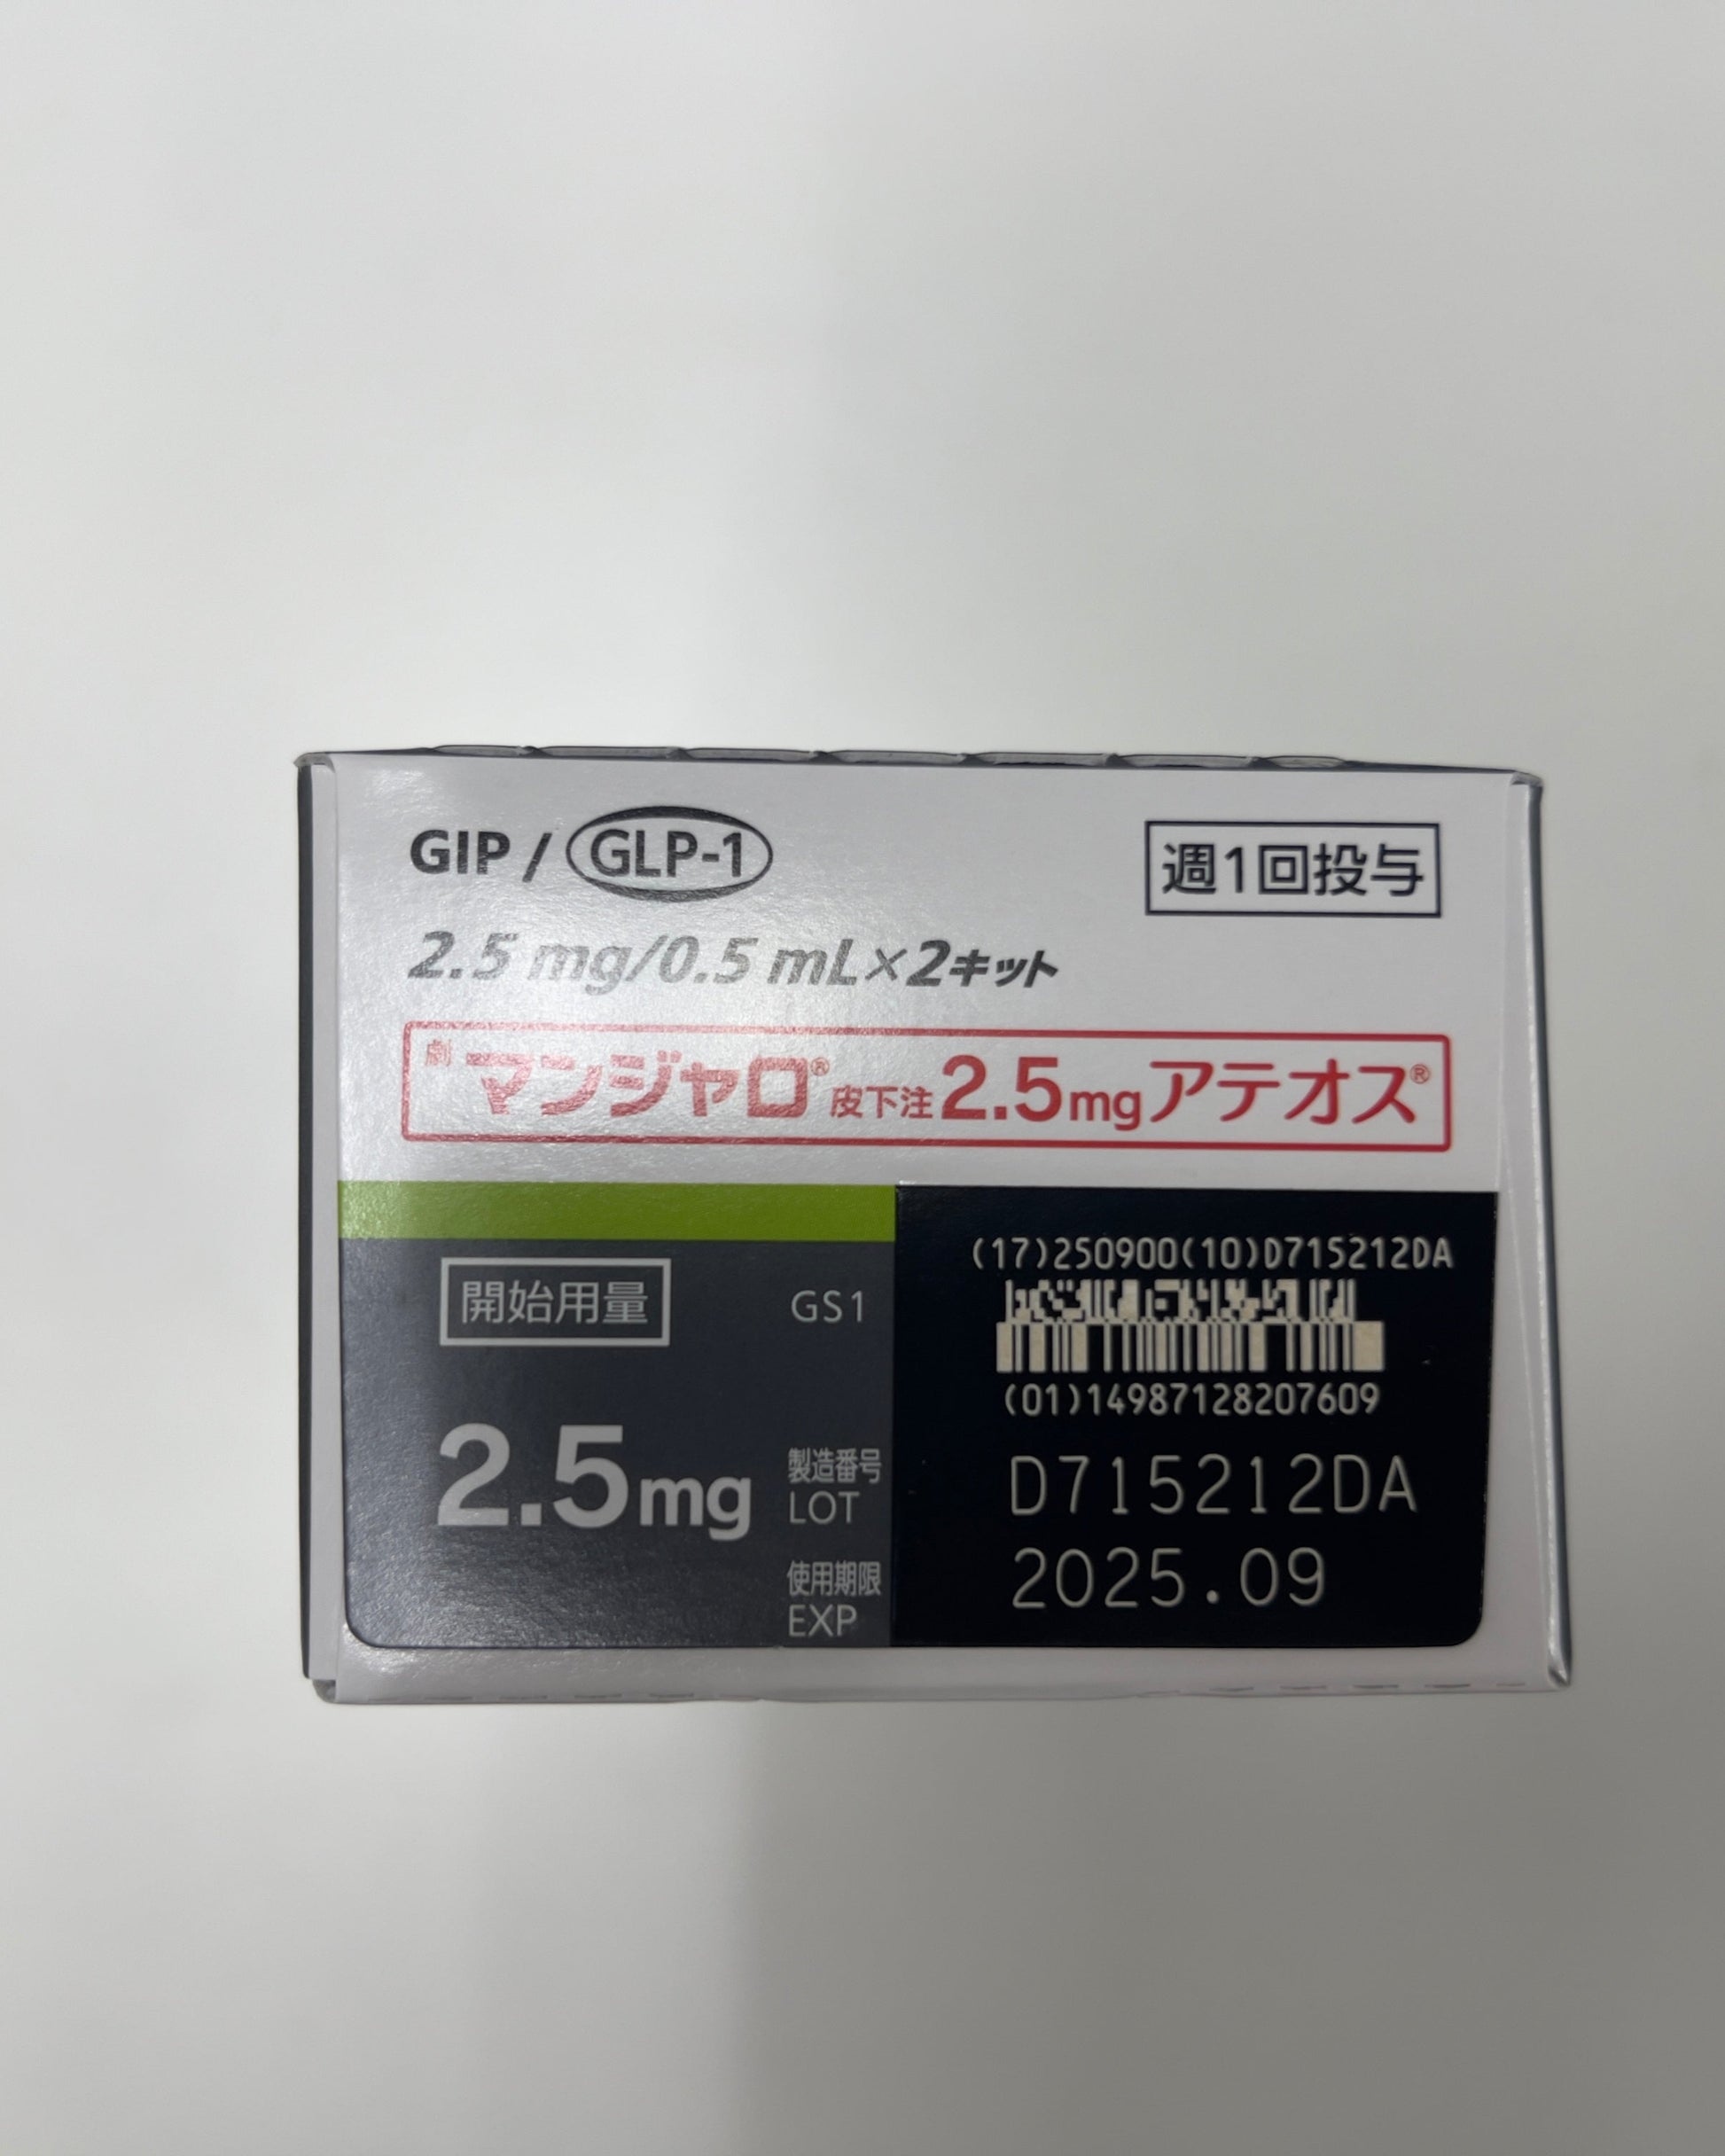 GIP / GLP-1
週1回投与
2.5 mg/0.5 mL×2キット
劇 マンジャロ® 皮下注2.5mgアテオス®
開始用量
2.5mg
GS1
(17)250900(10)D715212DA
(01)14987128207609
製造番号
LOT
D715212DA
使用期限
EXP
2025.09